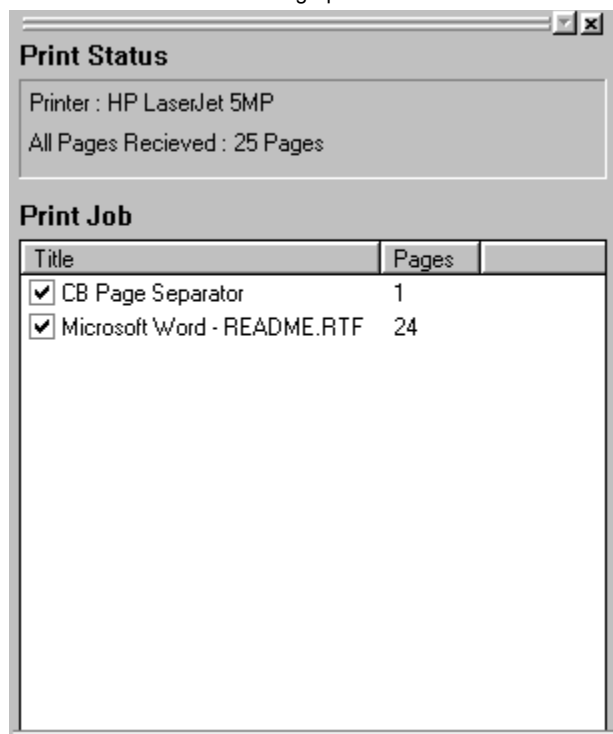 Print Status
Printer : HP LaserJet 5MP
All Pages Recieved : 25 Pages
Print Job
Title Pages
CB Page Separator 1
Microsoft Word - README.RTF 24